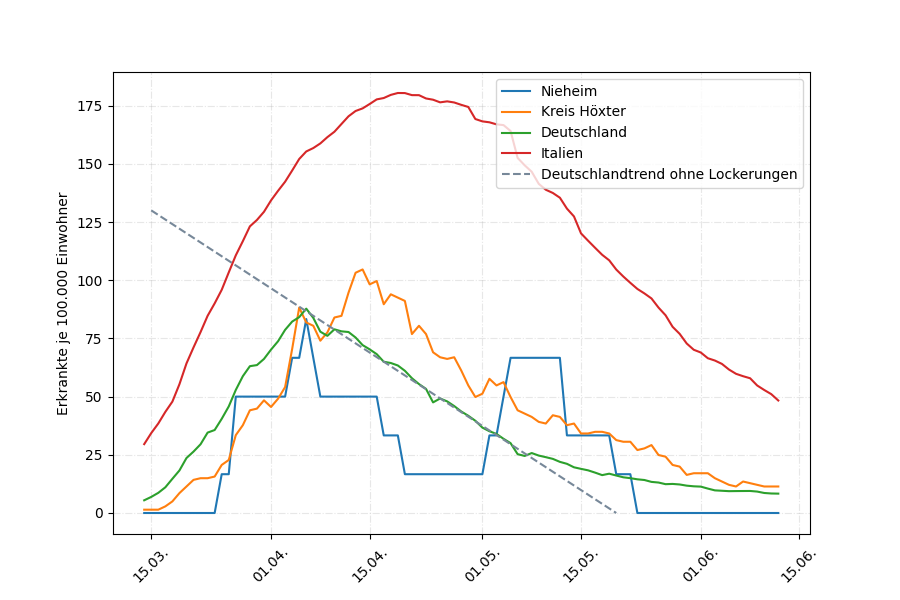 Erkrankte je 100.000 Einwohner
175
150
125
100
75
50
25
0
15.03.
01.04.
15.04.
01.05.
15.05.
01.06.
15.06.
Nieheim
Kreis Höxter
Deutschland
Italien
Deutschlandtrend ohne Lockerungen